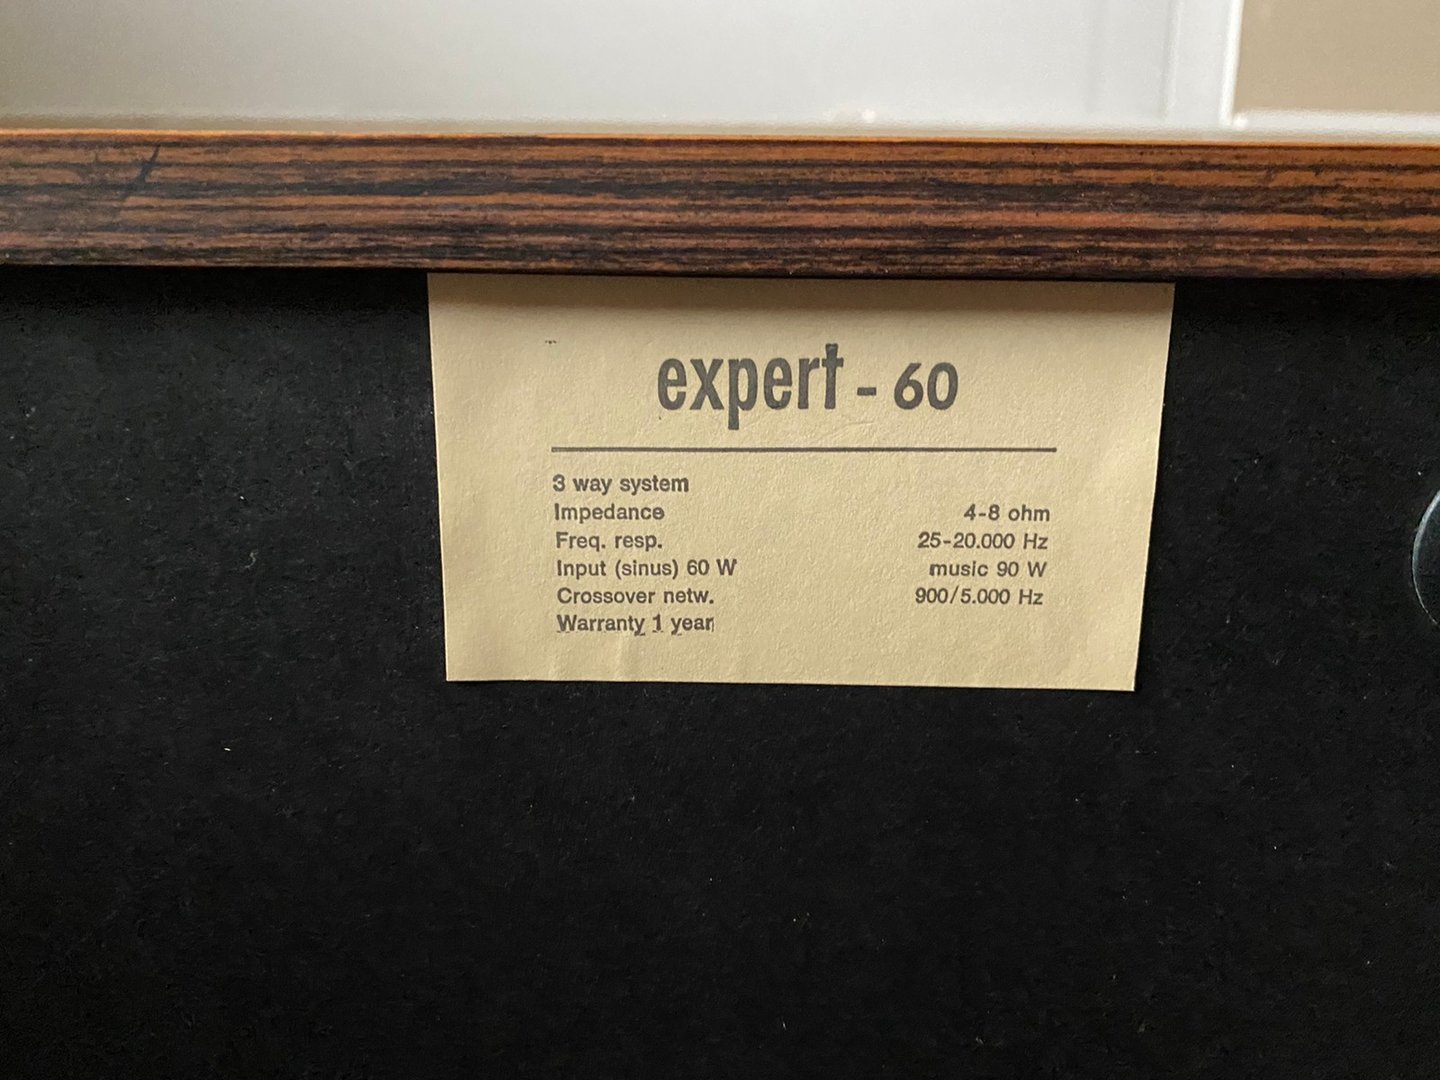 expert - 60
3 way system
Impedance 4-8 ohm
Freq. resp. 25-20.000 Hz
Input (sinus) 60 W music 90 W
Crossover netw. 900/5.000 Hz
Warranty 1 year